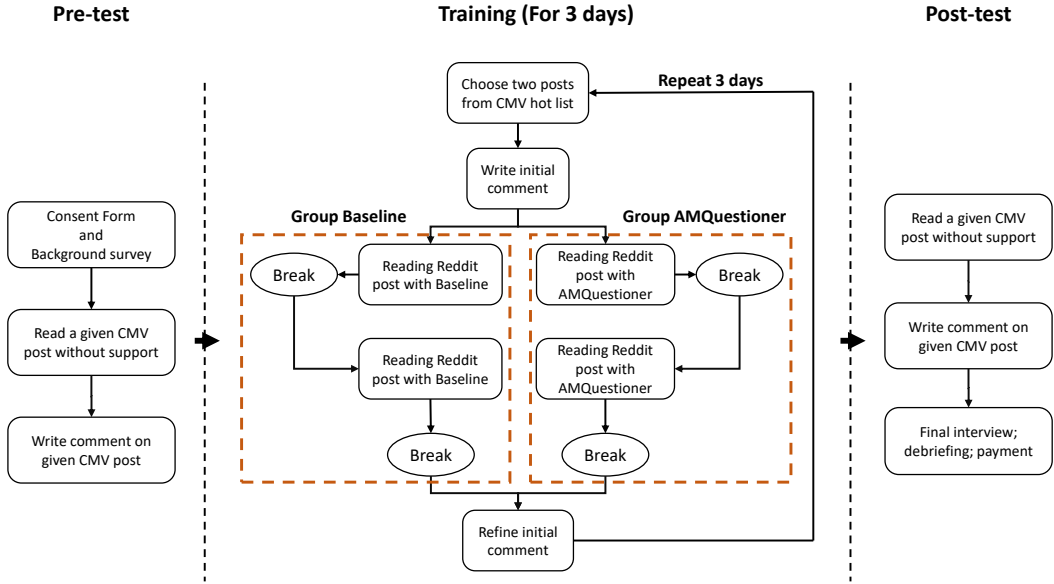 Pre-test
Training (For 3 days)
Post-test
Consent Form
and
Background survey
Read a given CMV
post without support
Write comment on
given CMV post
Choose two posts
from CMV hot list
Repeat 3 days
Write initial
comment
Group Baseline
Group AMQuestioner
Break
Reading Reddit
post with Baseline
Reading Reddit
post with
AMQuestioner
Break
Reading Reddit
post with Baseline
Reading Reddit
post with
AMQuestioner
Break
Break
Refine initial
comment
Read a given CMV
post without support
Write comment on
given CMV post
Final interview;
debriefing; payment